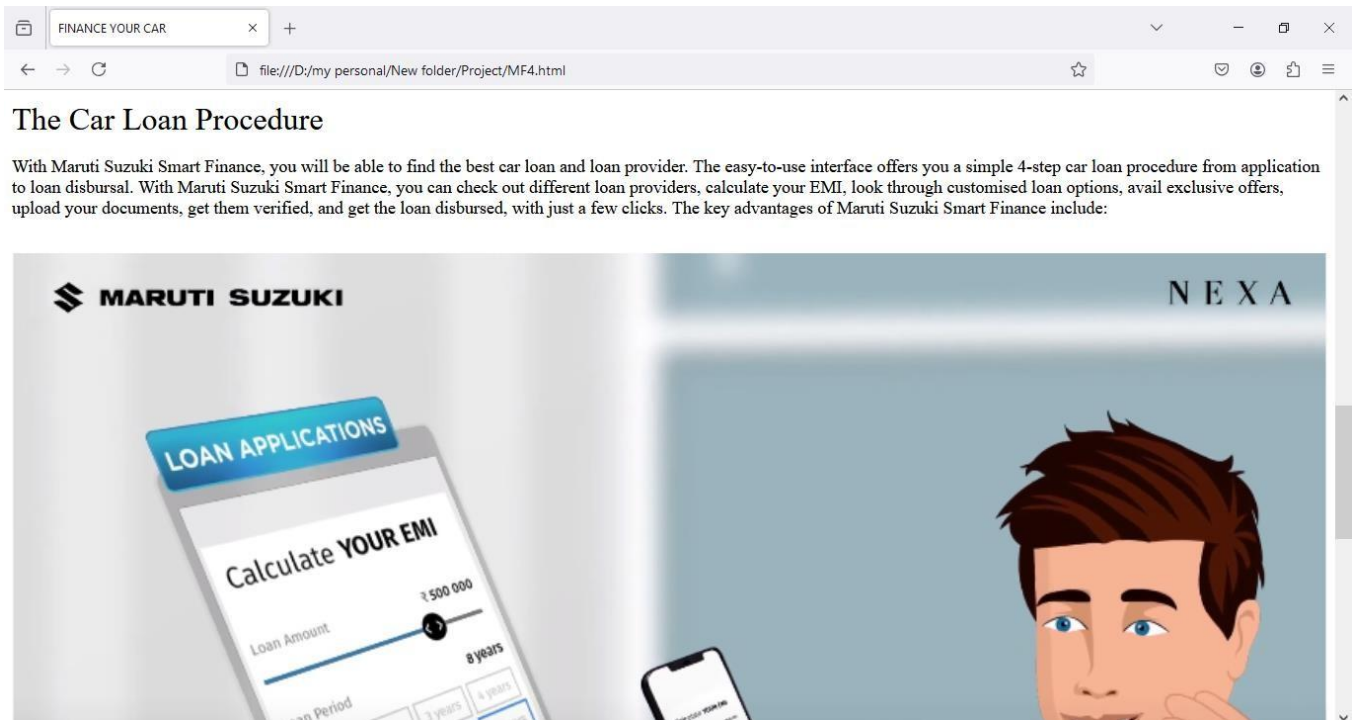 FINANCE YOUR CAR
file:///D:/my personal/New folder/Project/MF4.html
The Car Loan Procedure
With Maruti Suzuki Smart Finance, you will be able to find the best car loan and loan provider. The easy-to-use interface offers you a simple 4-step car loan procedure from application
to loan disbursal. With Maruti Suzuki Smart Finance, you can check out different loan providers, calculate your EMI, look through customised loan options, avail exclusive offers,
upload your documents, get them verified, and get the loan disbursed, with just a few clicks. The key advantages of Maruti Suzuki Smart Finance include:
MARUTI SUZUKI
NEXA
LOAN APPLICATIONS
Calculate YOUR EMI
₹ 500 000
Loan Amount
8 years
Period
3 years
4 years